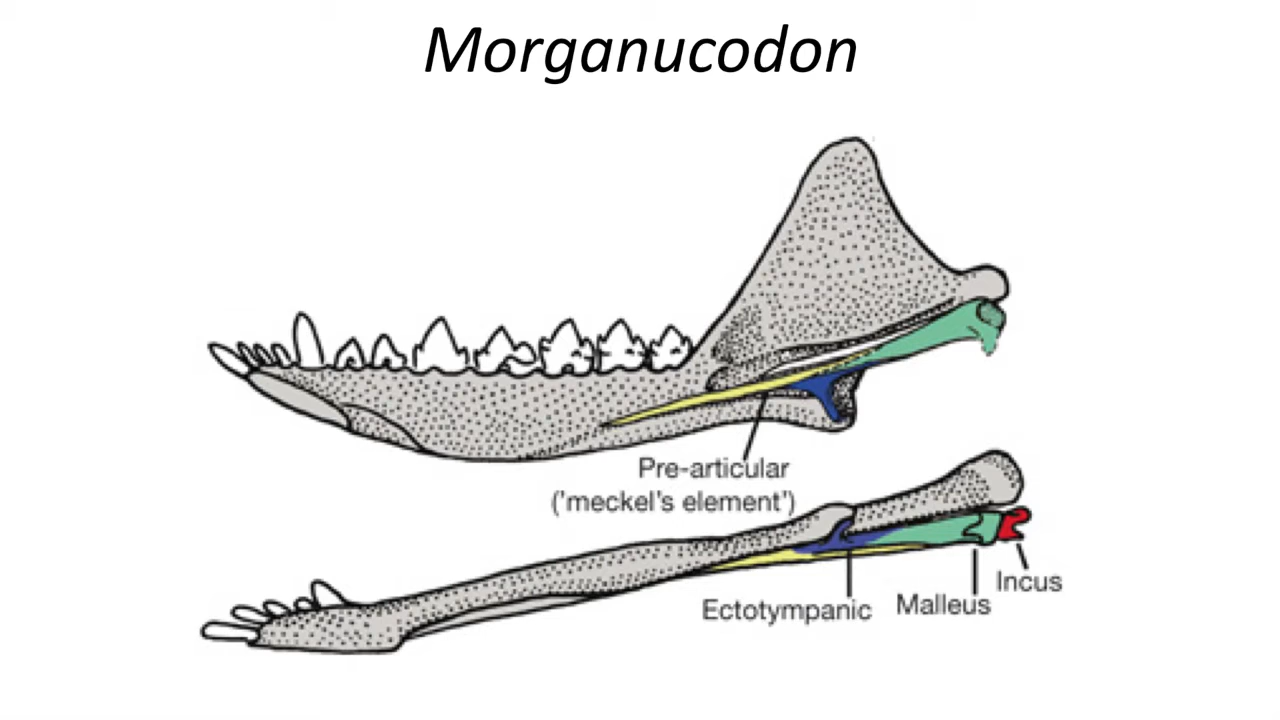 Morganucodon
Pre-articular
('meckel's element')
Ectotympanic
Malleus
Incus